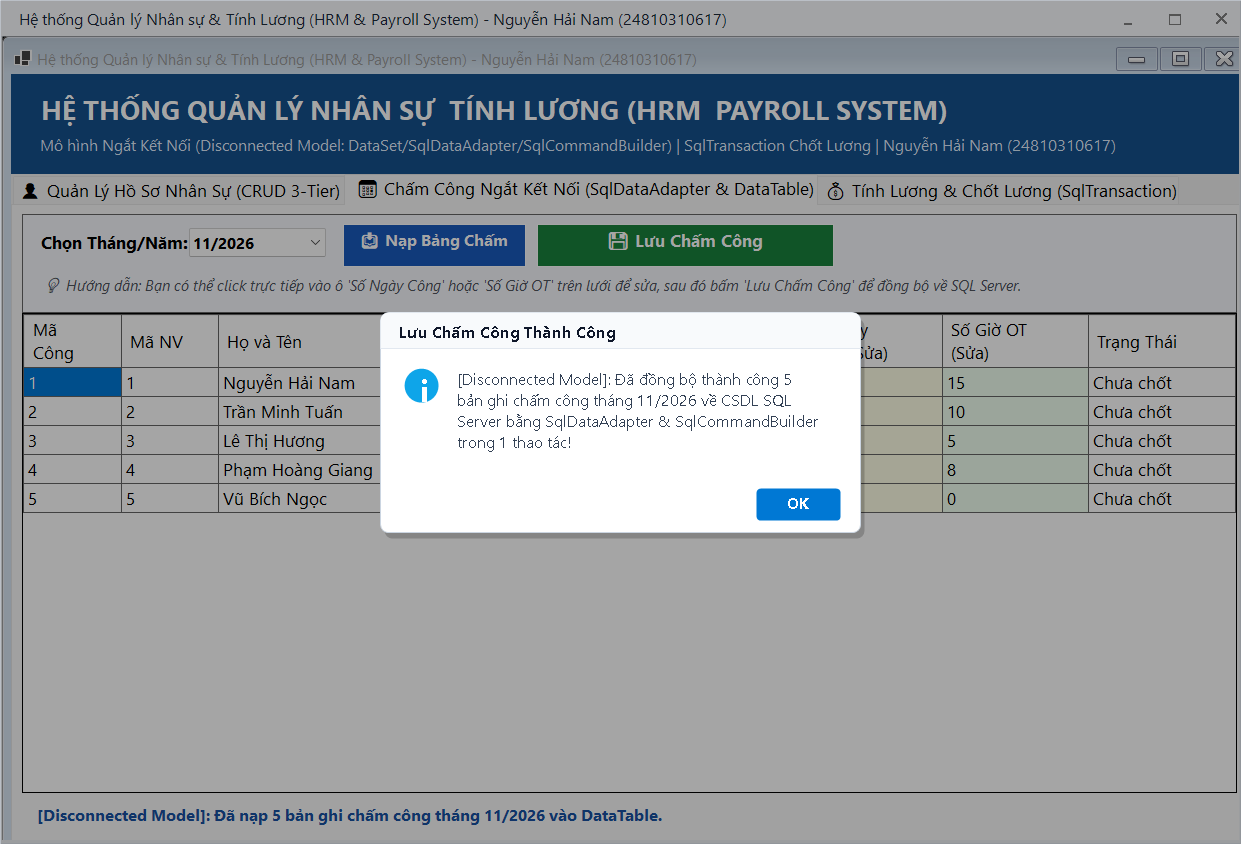 Hệ thống Quản lý Nhân sự & Tính Lương (HRM & Payroll System) - Nguyễn Hải Nam (24810310617)
Hệ thống Quản lý Nhân sự & Tính Lương (HRM & Payroll System) - Nguyễn Hải Nam (24810310617)
HỆ THỐNG QUẢN LÝ NHÂN SỰ TÍNH LƯƠNG (HRM PAYROLL SYSTEM)
Mô hình Ngắt Kết Nối (Disconnected Model: DataSet/SqlDataAdapter/SqlCommandBuilder) | SqlTransaction Chốt Lương | Nguyễn Hải Nam (24810310617)
Quản Lý Hồ Sơ Nhân Sự (CRUD 3-Tier) Chấm Công Ngắt Kết Nối (SqlDataAdapter & DataTable) Tính Lương & Chốt Lương (SqlTransaction)
Chọn Tháng/Năm: 11/2026 Nạp Bảng Chấm Lưu Chấm Công
Hướng dẫn: Bạn có thể click trực tiếp vào ô 'Số Ngày Công' hoặc 'Số Giờ OT' trên lưới để sửa, sau đó bấm 'Lưu Chấm Công' để đồng bộ về SQL Server.
Mã Công Mã NV Họ và Tên Số Giờ OT (Sửa) Trạng Thái
1 1 Nguyễn Hải Nam 15 Chưa chốt
2 2 Trần Minh Tuấn 10 Chưa chốt
3 3 Lê Thị Hương 5 Chưa chốt
4 4 Phạm Hoàng Giang 8 Chưa chốt
5 5 Vũ Bích Ngọc 0 Chưa chốt
Lưu Chấm Công Thành Công
[Disconnected Model]: Đã đồng bộ thành công 5
bản ghi chấm công tháng 11/2026 về CSDL SQL
Server bằng SqlDataAdapter & SqlCommandBuilder
trong 1 thao tác!
OK
[Disconnected Model]: Đã nạp 5 bản ghi chấm công tháng 11/2026 vào DataTable.